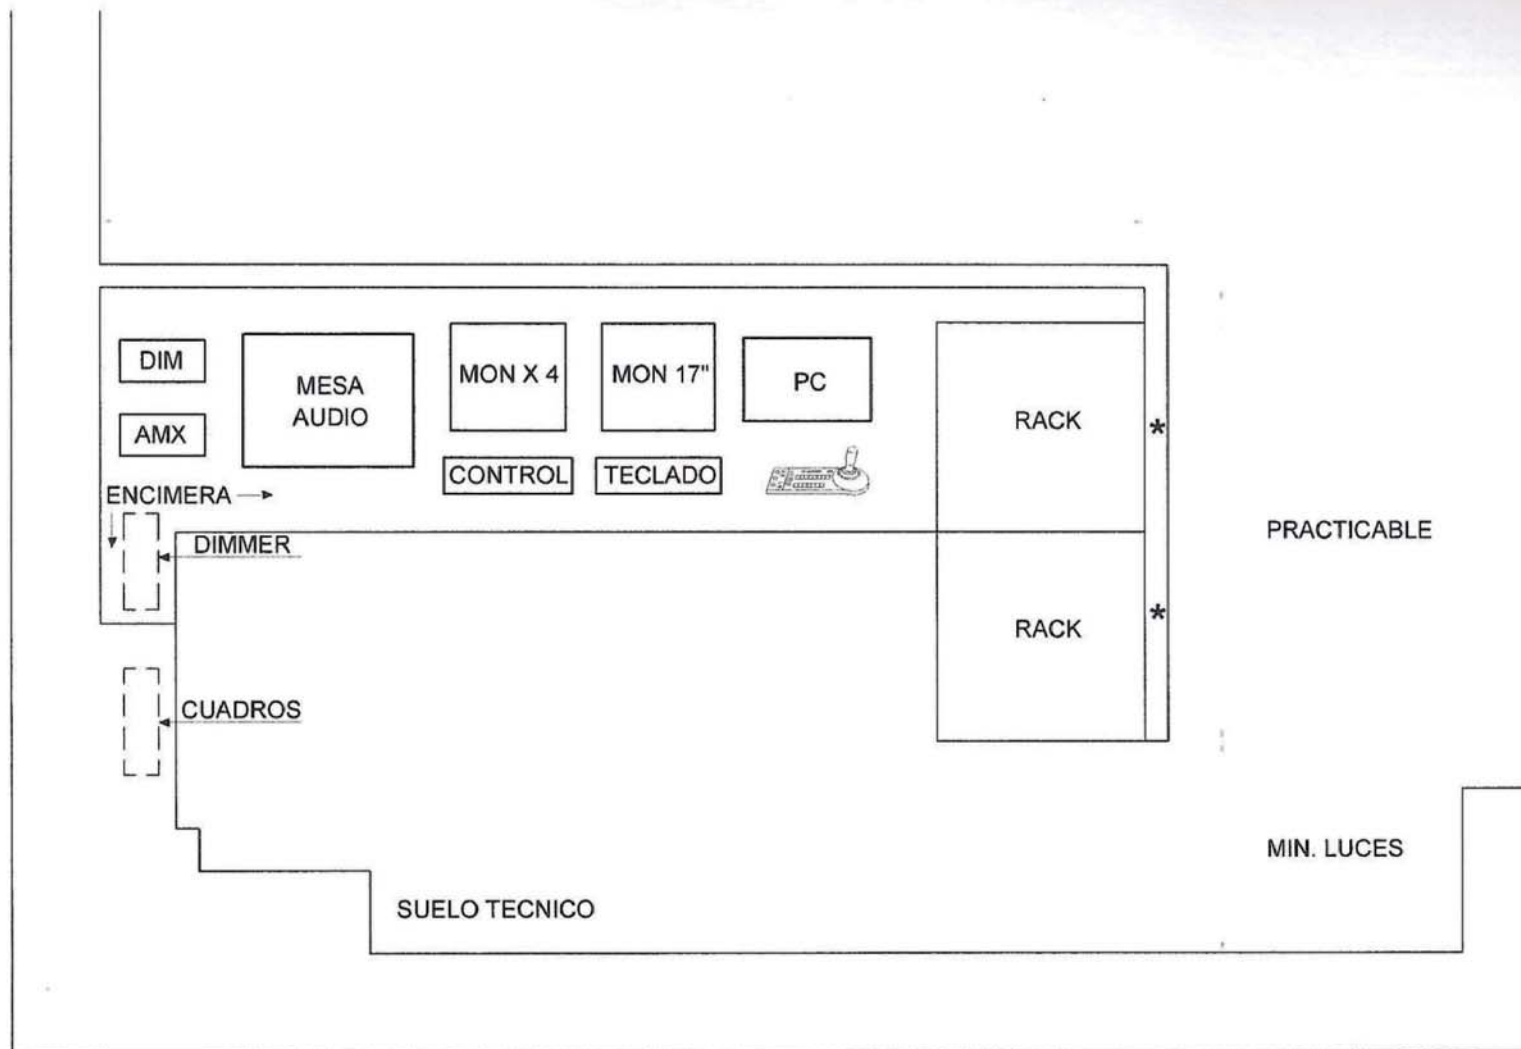 DIM
AMX
MESA
AUDIO
MON X 4
MON 17"
PC
CONTROL
TECLADO
RACK
*
ENCIMERA
DIMMER
PRACTICABLE
RACK
*
CUADROS
MIN. LUCES
SUELO TECNICO